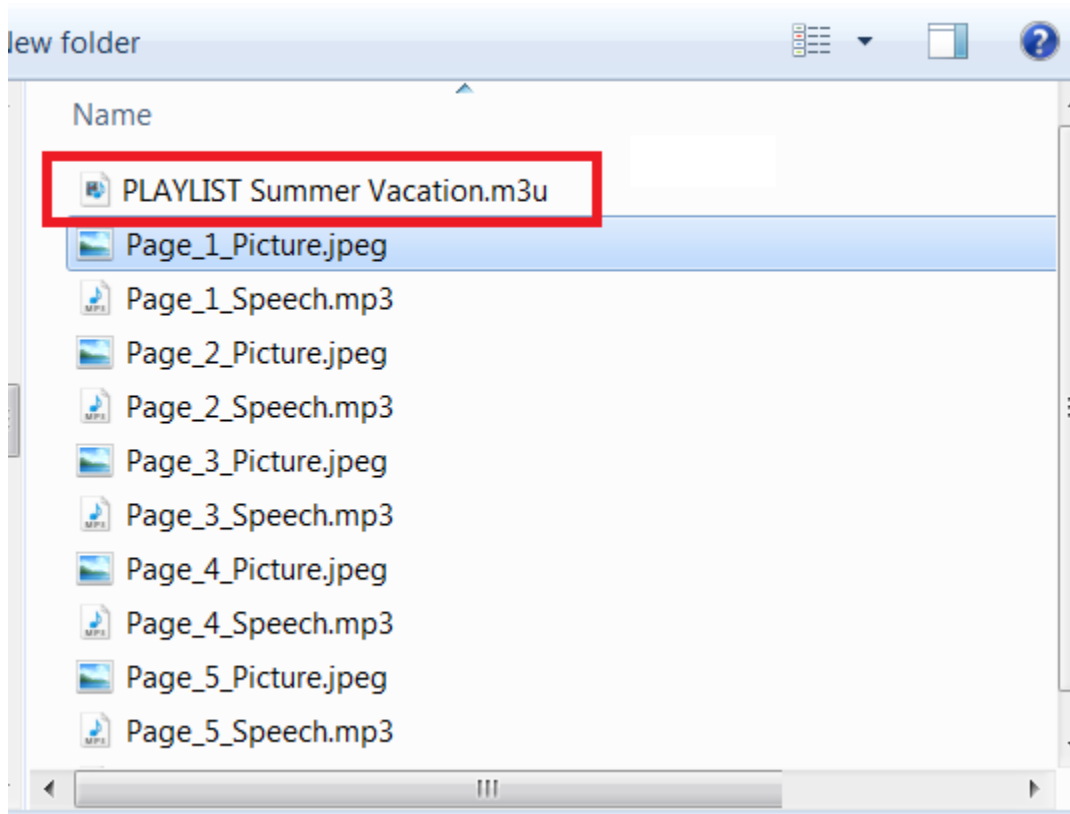 New folder
?
Name
PLAYLIST Summer Vacation.m3u
Page_1_Picture.jpeg
Page_1_Speech.mp3
Page_2_Picture.jpeg
Page_2_Speech.mp3
Page_3_Picture.jpeg
Page_3_Speech.mp3
Page_4_Picture.jpeg
Page_4_Speech.mp3
Page_5_Picture.jpeg
Page_5_Speech.mp3